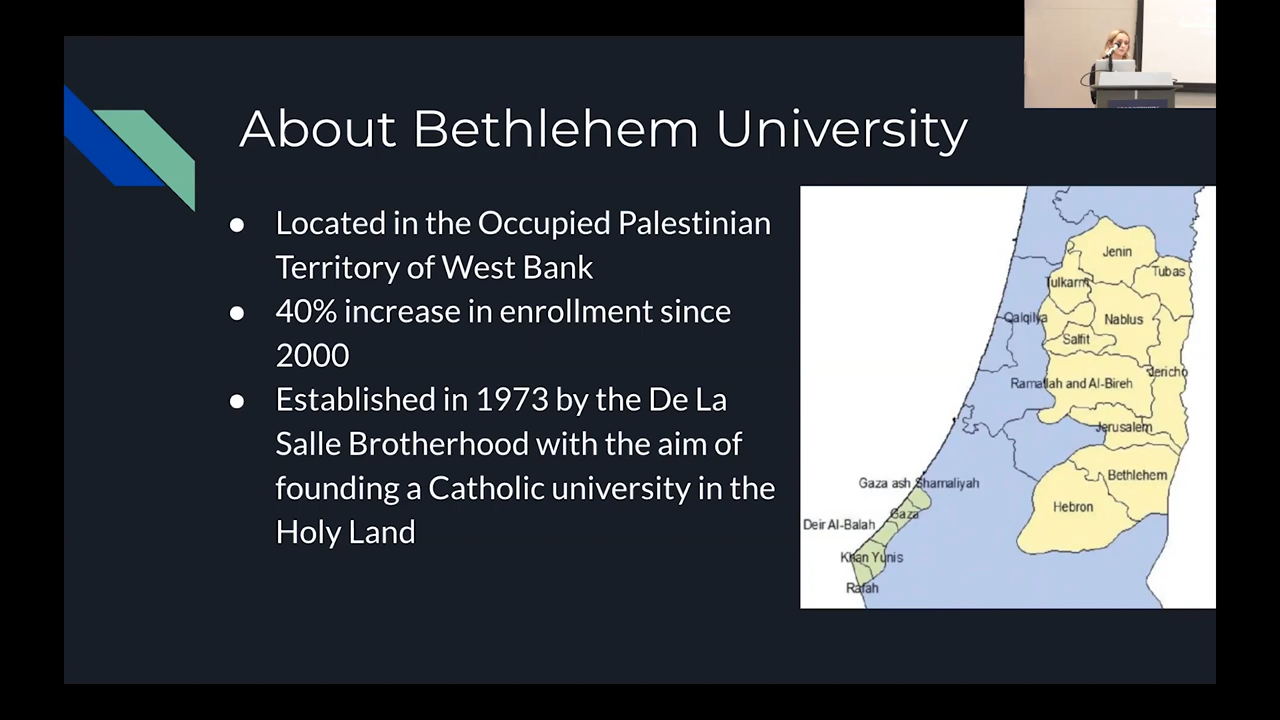 About Bethlehem University
● Located in the Occupied Palestinian
Territory of West Bank
● 40% increase in enrollment since
2000
● Established in 1973 by the De La
Salle Brotherhood with the aim of
founding a Catholic university in the
Holy Land
Jenin
Tubas
Tulkarm
Qalqilya
Nablus
Salfit
Jericho
Ramallah and Al-Bireh
Jerusalem
Bethlehem
Gaza ash Shamaliyah
Hebron
Gaza
Deir Al-Balah
Khan Yunis
Rafah